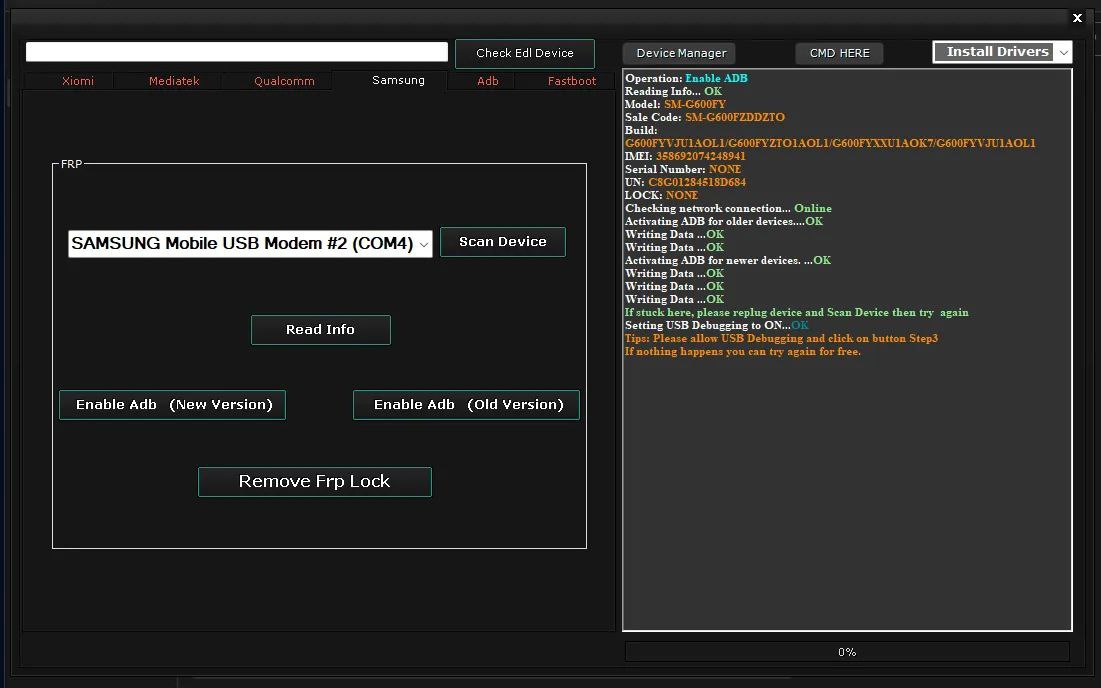 x
Check Edl Device
Device Manager
CMD HERE
Install Drivers
Xiomi
Mediatek
Qualcomm
Samsung
Adb
Fastboot
FRP
SAMSUNG Mobile USB Modem #2 (COM4)
Scan Device
Read Info
Enable Adb (New Version)
Enable Adb (Old Version)
Remove Frp Lock
Operation: Enable ADB
Reading Info... OK
Model: SM-G600FY
Sale Code: SM-G600FZDDZTO
Build:
G600FYVJU1AOL1/G600FYZTO1AOL1/G600FYXXU1AOK7/G600FYVJU1AOL1
IMEI: 358692074248941
Serial Number: NONE
UN: C8G01284518D684
LOCK: NONE
Checking network connection... Online
Activating ADB for older devices....OK
Writing Data ...OK
Writing Data ...OK
Activating ADB for newer devices. ...OK
Writing Data ...OK
Writing Data ...OK
Writing Data ...OK
If stuck here, please replug device and Scan Device then try again
Setting USB Debugging to ON...OK
Tips: Please allow USB Debugging and click on button Step3
If nothing happens you can try again for free.
0%